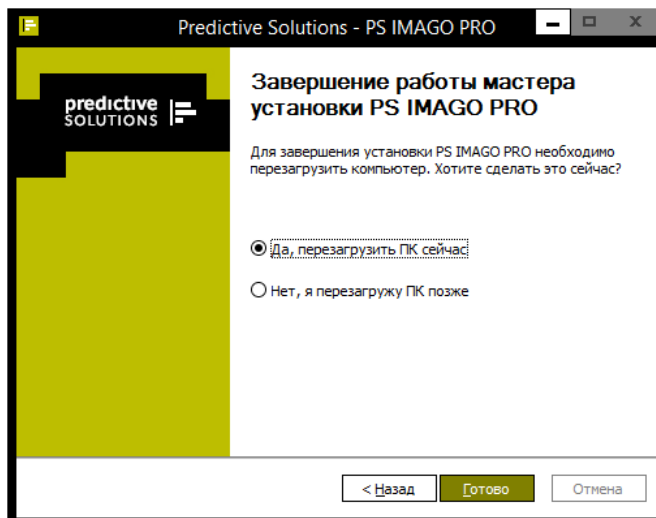 Predictive Solutions - PS IMAGO PRO
predictive
SOLUTIONS
Завершение работы мастера
установки PS IMAGO PRO
Для завершения установки PS IMAGO PRO необходимо
перезагрузить компьютер. Хотите сделать это сейчас?
Да, перезагрузить ПК сейчас
Нет, я перезагружу ПК позже
< Назад
Готово
Отмена